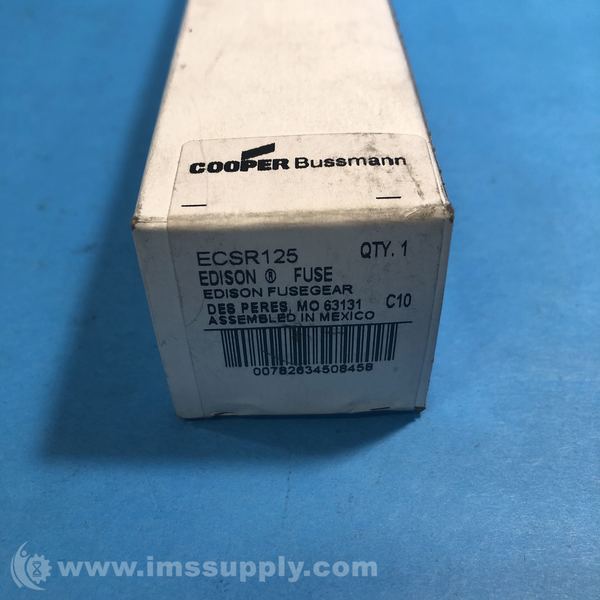 COOPER Bussmann
ECSR125 QTY. 1
EDISON ® FUSE
EDISON FUSEGEAR
DES PERES, MO 63131 C10
ASSEMBLED IN MEXICO
00782634508458
www.imssupply.com